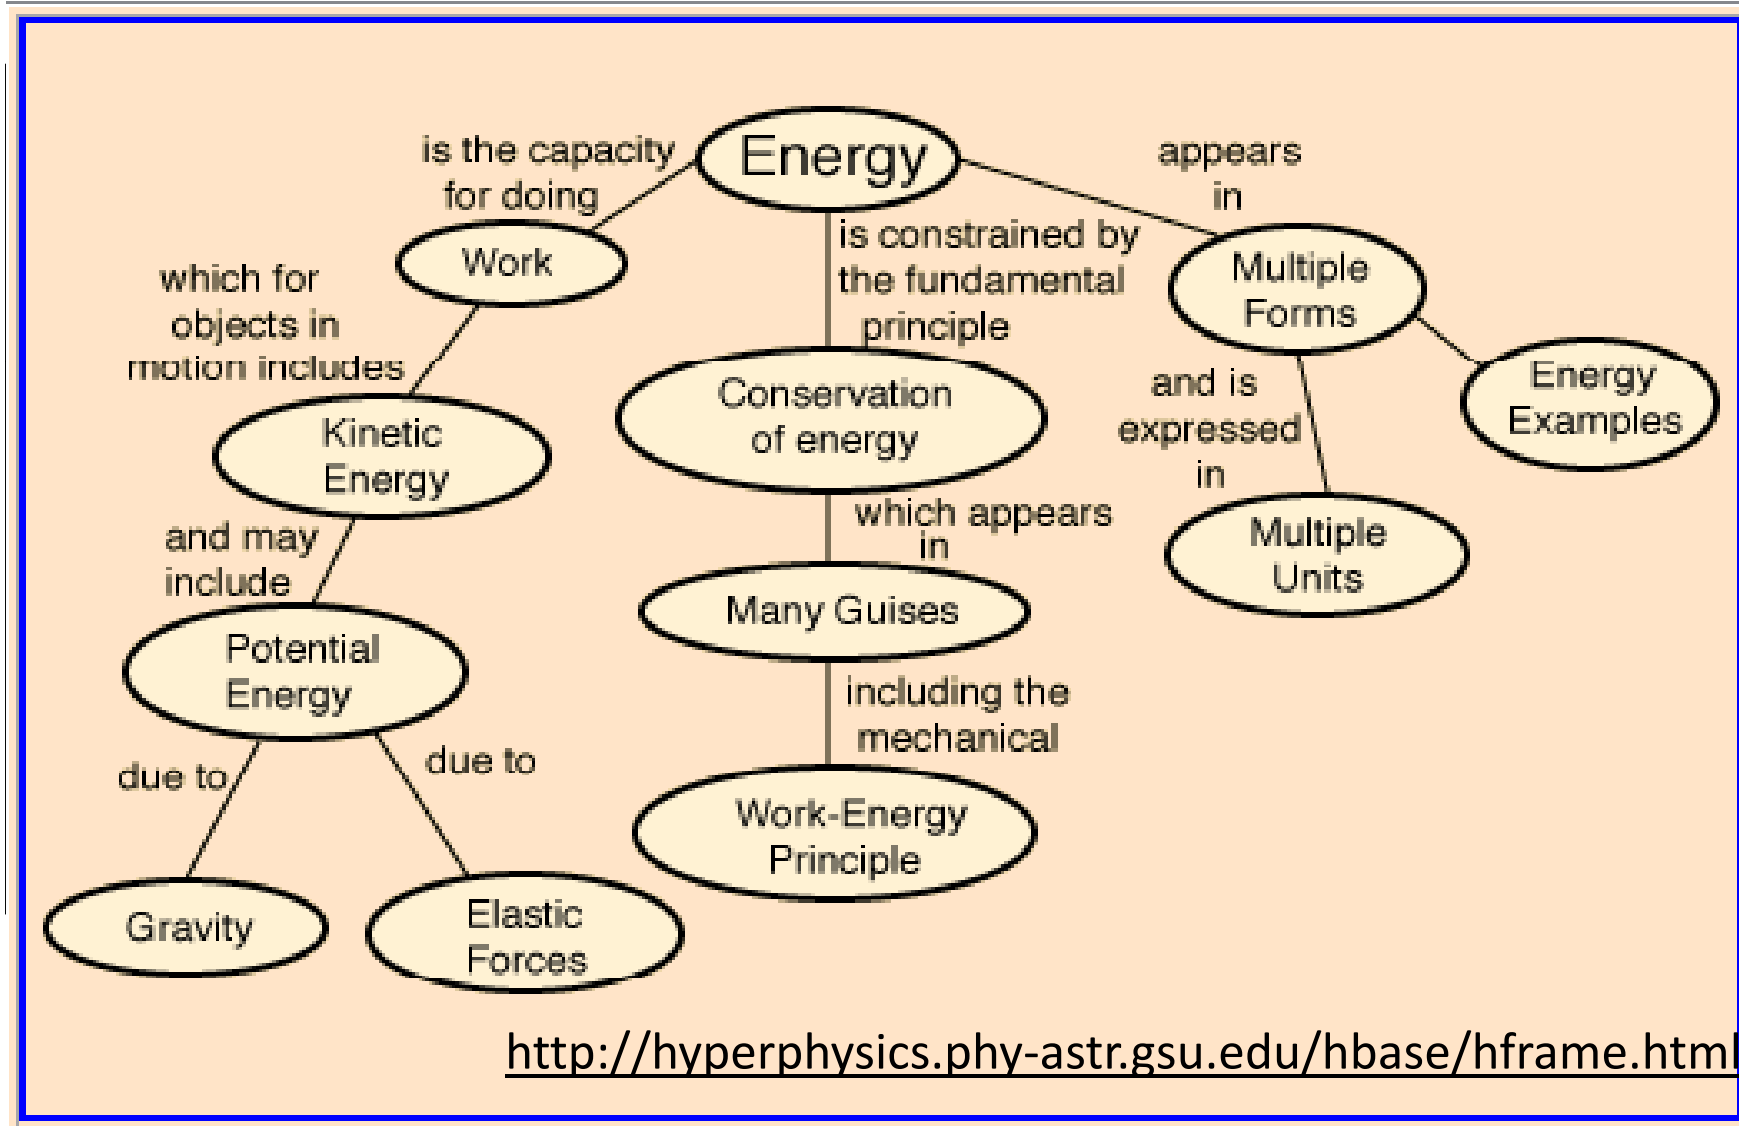 Energy
is the capacity
for doing
appears
in
Work
is constrained by
the fundamental
principle
Multiple
Forms
which for
objects in
motion includes
Energy
Examples
and is
expressed
in
Conservation
of energy
Kinetic
Energy
which appears
in
Multiple
Units
and may
include
Many Guises
Potential
Energy
including the
mechanical
due to
due to
Work-Energy
Principle
Gravity
Elastic
Forces
http://hyperphysics.phy-astr.gsu.edu/hbase/hframe.html